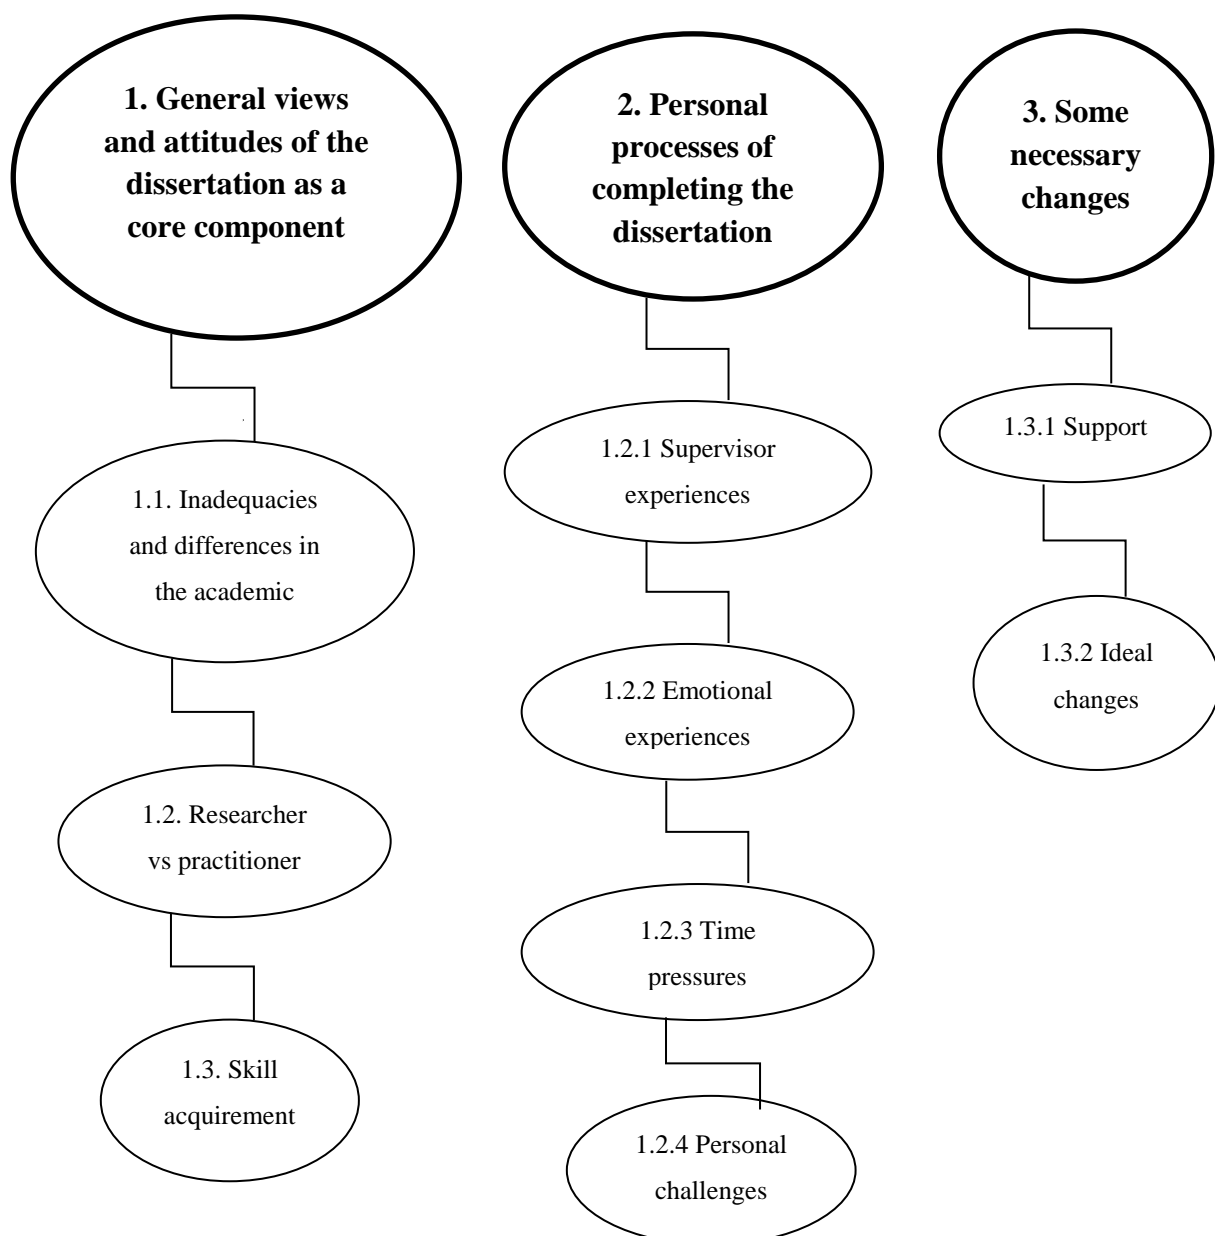 1. General views
and attitudes of the
dissertation as a
core component
1.1. Inadequacies
and differences in
the academic
1.2. Researcher
vs practitioner
1.3. Skill
acquirement
2. Personal
processes of
completing the
dissertation
1.2.1 Supervisor
experiences
1.2.2 Emotional
experiences
1.2.3 Time
pressures
1.2.4 Personal
challenges
3. Some
necessary
changes
1.3.1 Support
1.3.2 Ideal
changes